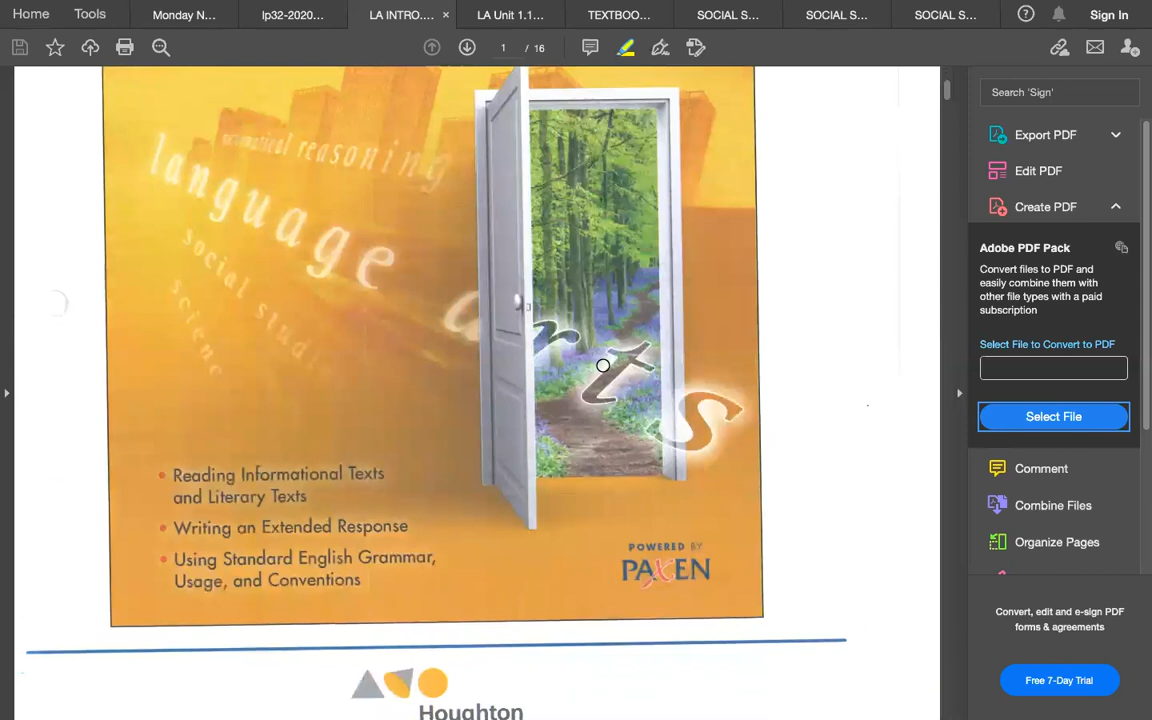 Home Tools Monday N... lp32-2020... LA INTRO.... × LA Unit 1.1... TEXTBOO... SOCIAL S... SOCIAL S... SOCIAL S... Sign In
1 / 16
Search 'Sign'
Export PDF
Edit PDF
Create PDF
Adobe PDF Pack
Convert files to PDF and
easily combine them with
other file types with a paid
subscription
Select File to Convert to PDF
Select File
Comment
Combine Files
Organize Pages
Convert, edit and e-sign PDF
forms & agreements
Free 7-Day Trial
reasoning
language arts
social studi
scienc
• Reading Informational Texts
and Literary Texts
• Writing an Extended Response
• Using Standard English Grammar,
Usage, and Conventions
POWERED BY
PAXEN
Houghton